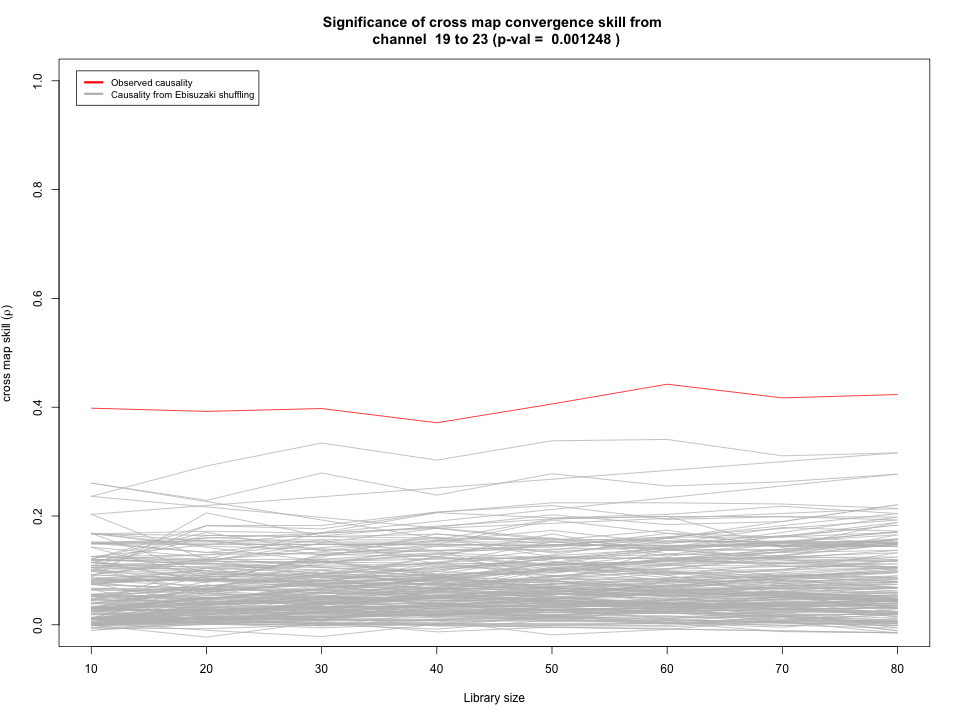 Significance of cross map convergence skill from
channel  19 to 23 (p-val =  0.001248 )
Observed causality
Causality from Ebisuzaki shuffling
cross map skill (ρ)
1.0
0.8
0.6
0.4
0.2
0.0
10 20 30 40 50 60 70 80
Library size